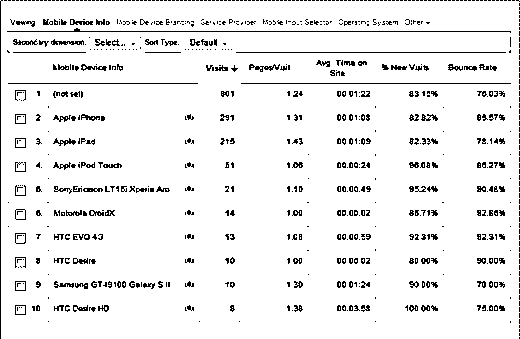 Viewing: Mobile Device Info Mobile Device Branding Service Provider Mobile Input Selector Operating System Other
Secondary dimension: Select... Sort Type: Default
Mobile Device Info Visits ↓ Pages/Visit Avg. Time on Site % New Visits Bounce Rate
1. (not set) 801 1.24 00:01:22 83.15% 76.03%
2. Apple iPhone 291 1.31 00:01:08 82.82%
3. Apple iPad 215 1.43 00:01:09 82.33% 78.14%
4. Apple iPod Touch 51 1.06 00:00:24 96.08% 86.27%
5. SonyEricsson LT15i Xperia Arc 21 1.10 00:00:49 95.24% 90.48%
6. Motorola DroidX 14 1.00 00:00:02 85.71% 92.86%
7. HTC EVO 4G 13 1.08 00:00:59 92.31% 92.31%
8. HTC Desire 10 1.00 00:00:02 80.00% 90.00%
9. Samsung GT-I9100 Galaxy S II 10 1.30 00:01:24 90.00% 70.00%
10. HTC Desire HD 8 1.38 00:03:58 100.00% 75.00%